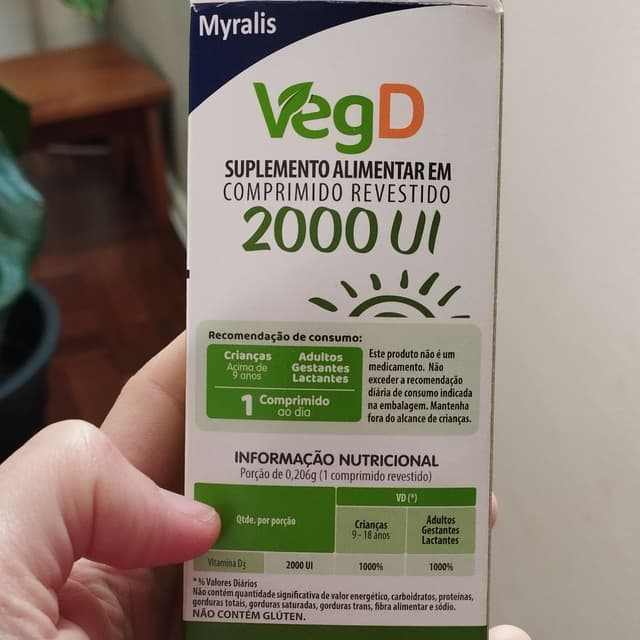 Myralis
VegD
SUPLEMENTO ALIMENTAR EM
COMPRIMIDO REVESTIDO
2000 UI
Recomendação de consumo:
Crianças
Acima de
9 anos
Adultos
Gestantes
Lactantes
1 Comprimido
ao dia
Este produto não é um
medicamento. Não
exceder a recomendação
diária de consumo indicada
na embalagem. Mantenha
fora do alcance de crianças.
INFORMAÇÃO NUTRICIONAL
Porção de 0,206g (1 comprimido revestido)
Qtde. por porção
VD (*)
Crianças
9 - 18 anos
Adultos
Gestantes
Lactantes
Vitamina D3 2000 UI 1000% 1000%
* % Valores Diários
Não contém quantidade significativa de valor energético, carboidratos, proteínas,
gorduras totais, gorduras saturadas, gorduras trans, fibra alimentar e sódio.
NÃO CONTÉM GLÚTEN.